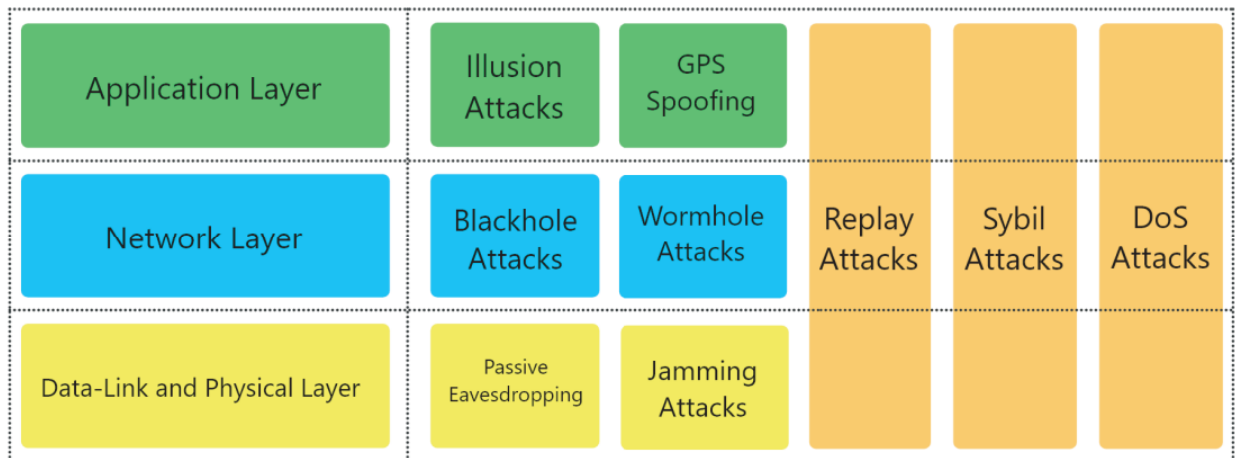 Application Layer
Illusion
Attacks
GPS
Spoofing
Network Layer
Blackhole
Attacks
Wormhole
Attacks
Replay
Attacks
Sybil
Attacks
DoS
Attacks
Data-Link and Physical Layer
Passive
Eavesdropping
Jamming
Attacks